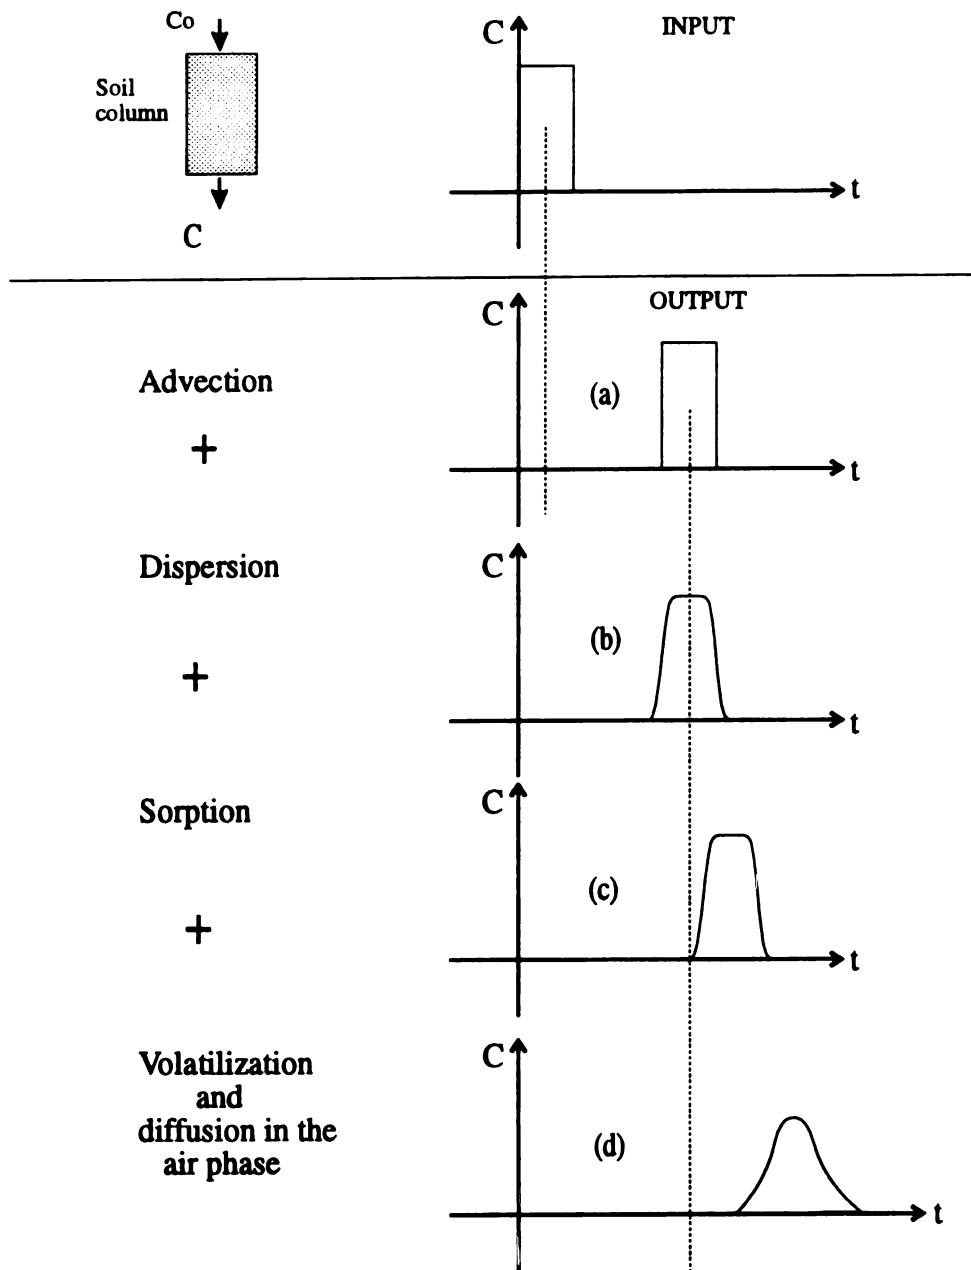 Co
Soil
column
C
C
INPUT
t
C
OUTPUT
Advection
(a)
+
t
C
Dispersion
(b)
+
t
C
Sorption
(c)
+
t
C
Volatilization
and
diffusion in the
air phase
(d)
t